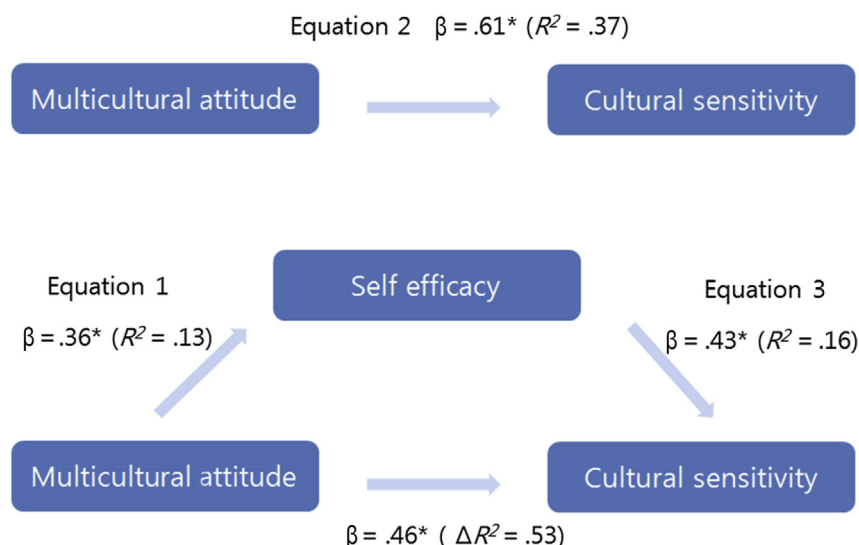 Equation 2 β = .61* (R² = .37)
Multicultural attitude
Cultural sensitivity
Self efficacy
Equation 1
β = .36* (R² = .13)
Equation 3
β = .43* (R² = .16)
Multicultural attitude
Cultural sensitivity
β = .46* ( ΔR² = .53)